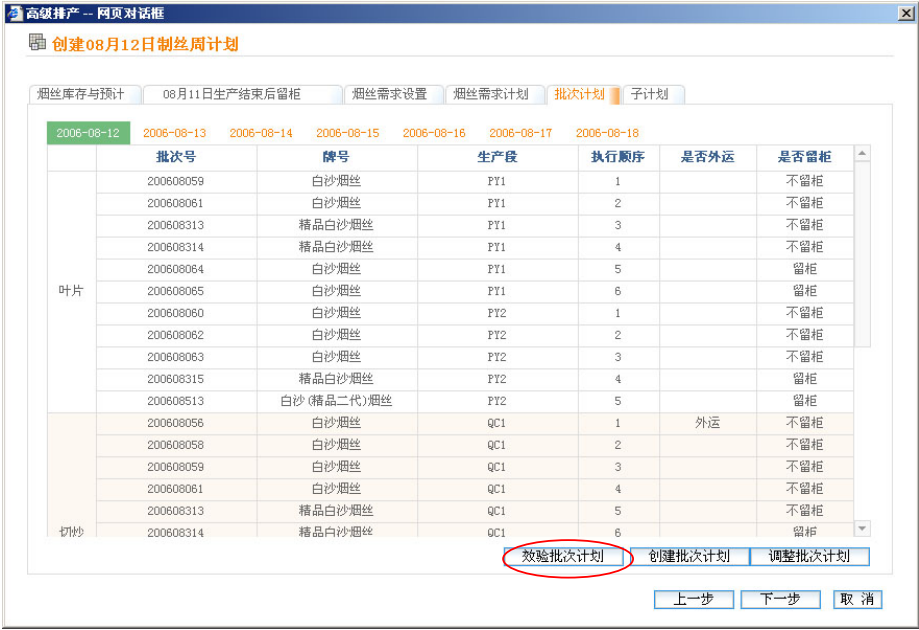 高级排产 -- 网页对话框
创建08月12日制丝周计划
烟丝库存与预计 08月11日生产结束后留柜 烟丝需求设置 烟丝需求计划 批次计划 子计划
2006-08-12 2006-08-13 2006-08-14 2006-08-15 2006-08-16 2006-08-17 2006-08-18
批次号 牌号 生产段 执行顺序 是否外运 是否留柜
200608059 白沙烟丝 PY1 1 不留柜
200608061 白沙烟丝 PY1 2 不留柜
200608313 精品白沙烟丝 PY1 3 不留柜
200608314 精品白沙烟丝 PY1 4 不留柜
200608064 白沙烟丝 PY1 5 留柜
叶片 200608065 白沙烟丝 PY1 6 留柜
200608060 白沙烟丝 PY2 1 不留柜
200608062 白沙烟丝 PY2 2 不留柜
200608063 白沙烟丝 PY2 3 不留柜
200608315 精品白沙烟丝 PY2 4 留柜
200608513 白沙(精品二代)烟丝 PY2 5 留柜
200608056 白沙烟丝 QC1 1 外运 不留柜
200608058 白沙烟丝 QC1 2 不留柜
200608059 白沙烟丝 QC1 3 不留柜
200608061 白沙烟丝 QC1 4 不留柜
200608313 精品白沙烟丝 QC1 5 不留柜
切炒 200608314 精品白沙烟丝 QC1 6 留柜
效验批次计划 创建批次计划 调整批次计划
上一步 下一步 取 消